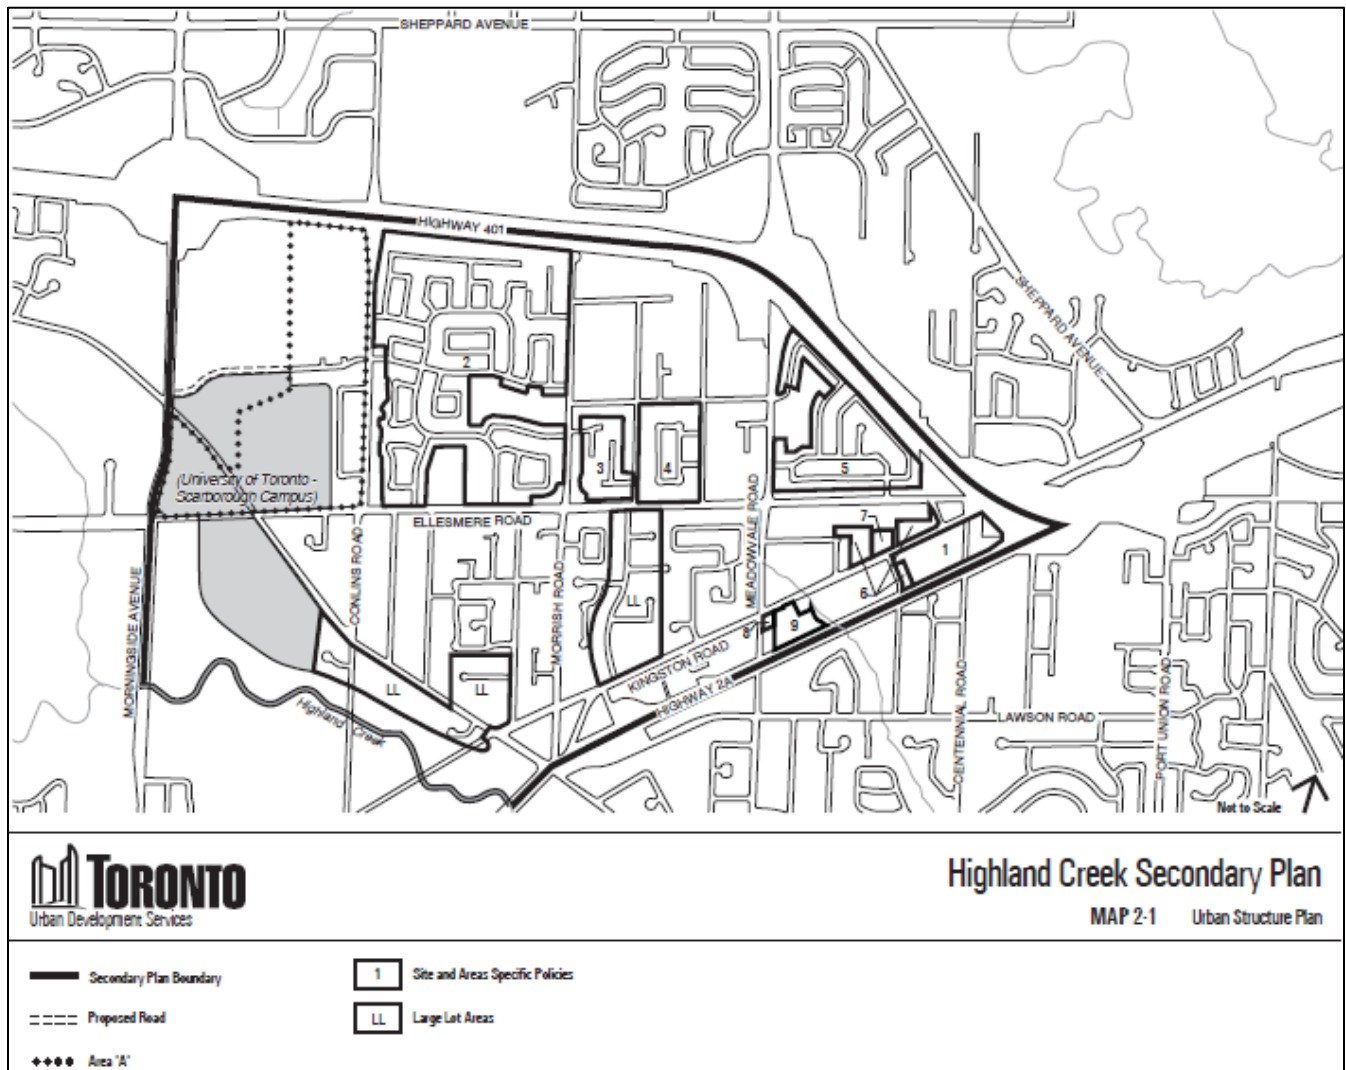 SHEPPARD AVENUE
HIGHWAY 401
SHEPPARD AVENUE
2
3
4
5
(University of Toronto -
Scarborough Campus)
ELLESMERE ROAD
MEADOWVALE ROAD
7
1
6
8
9
MORNINGSIDE AVENUE
CONLINS ROAD
MORRISH ROAD
LL
LL
LL
KINGSTON ROAD
HIGHWAY 2A
Highland Creek
LAWSON ROAD
CENTENNIAL ROAD
PORT UNION ROAD
Not to Scale
TORONTO
Urban Development Services
Highland Creek Secondary Plan
MAP 2-1 Urban Structure Plan
Secondary Plan Boundary
1 Site and Areas Specific Policies
Proposed Road
LL Large Lot Areas
Area 'A'